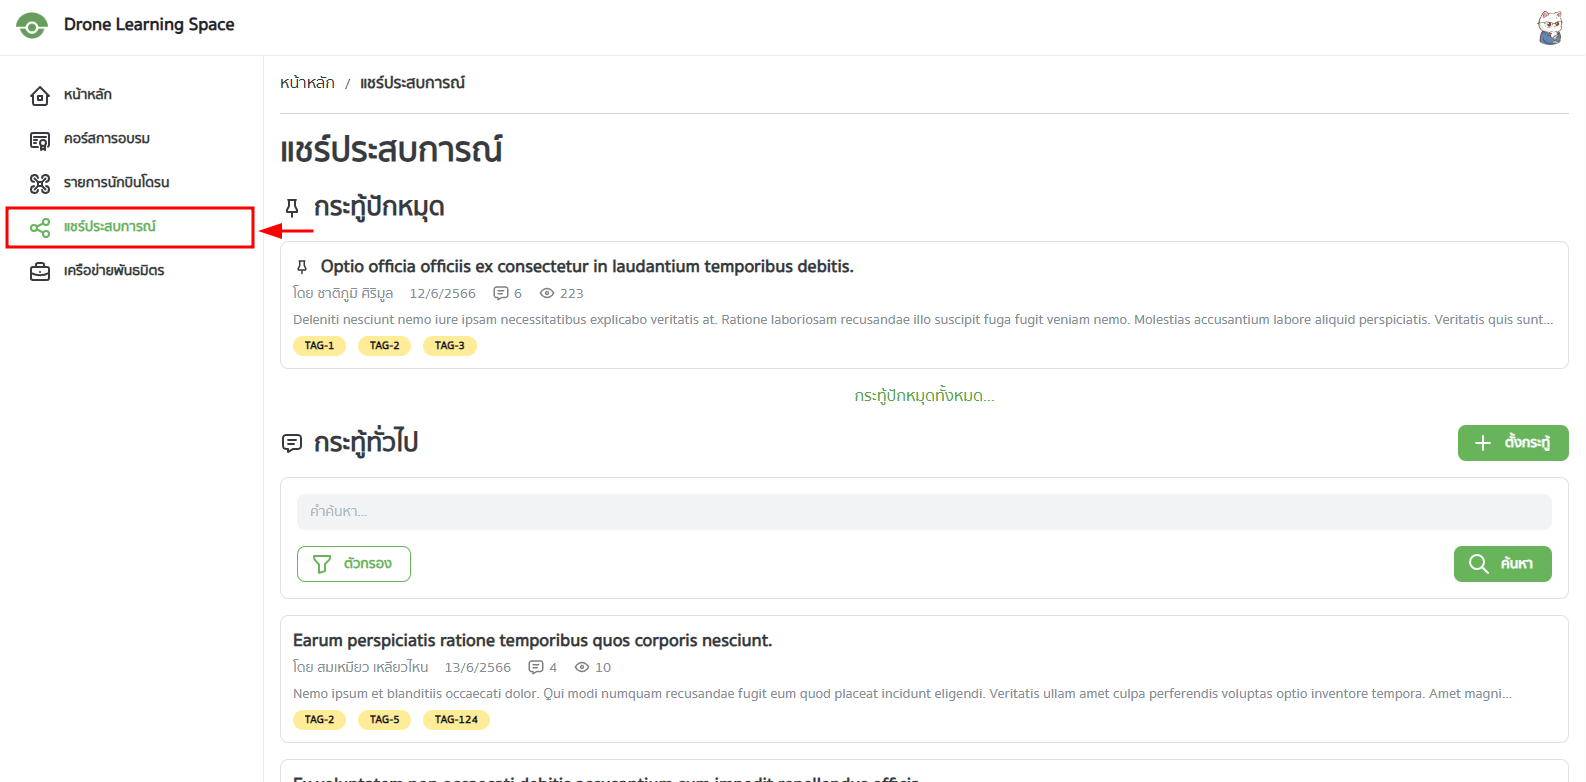 Drone Learning Space
หน้าหลัก
คอร์สการอบรม
รายการนักบินโดรน
แชร์ประสบการณ์
เครือข่ายพันธมิตร
หน้าหลัก / แชร์ประสบการณ์
แชร์ประสบการณ์
กระทู้ปักหมุด
Optio officia officiis ex consectetur in laudantium temporibus debitis.
โดย ชาติภูมิ ศิริมูล 12/6/2566 6 223
Deleniti nesciunt nemo iure ipsam necessitatibus explicabo veritatis at. Ratione laboriosam recusandae illo suscipit fuga fugit veniam nemo. Molestias accusantium labore aliquid perspiciatis. Veritatis quis sunt...
TAG-1 TAG-2 TAG-3
กระทู้ปักหมุดทั้งหมด...
กระทู้ทั่วไป
ตั้งกระทู้
คำค้นหา...
ตัวกรอง
ค้นหา
Earum perspiciatis ratione temporibus quos corporis nesciunt.
โดย สมเหมียว เหลียวไหน 13/6/2566 4 10
Nemo ipsum et blanditiis occaecati dolor. Qui modi numquam recusandae fugit eum quod placeat incidunt eligendi. Veritatis ullam amet culpa perferendis voluptas optio inventore tempora. Amet magni...
TAG-2 TAG-5 TAG-124